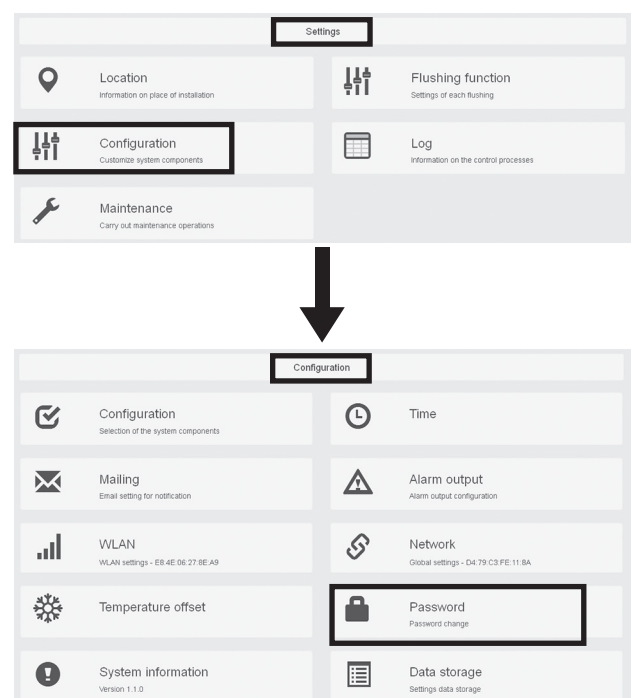 Settings
Location
Information on place of installation
Flushing function
Settings of each flushing
Configuration
Customize system components
Log
Information on the control processes
Maintenance
Carry out maintenance operations
Configuration
Configuration
Selection of the system components
Time
Mailing
Email setting for notification
Alarm output
Alarm output configuration
WLAN
WLAN settings - E8:4E:06:27:8E:A9
Network
Global settings - D4:79:C3:FE:11:8A
Temperature offset
Password
Password change
System information
Version 1.1.0
Data storage
Settings data storage